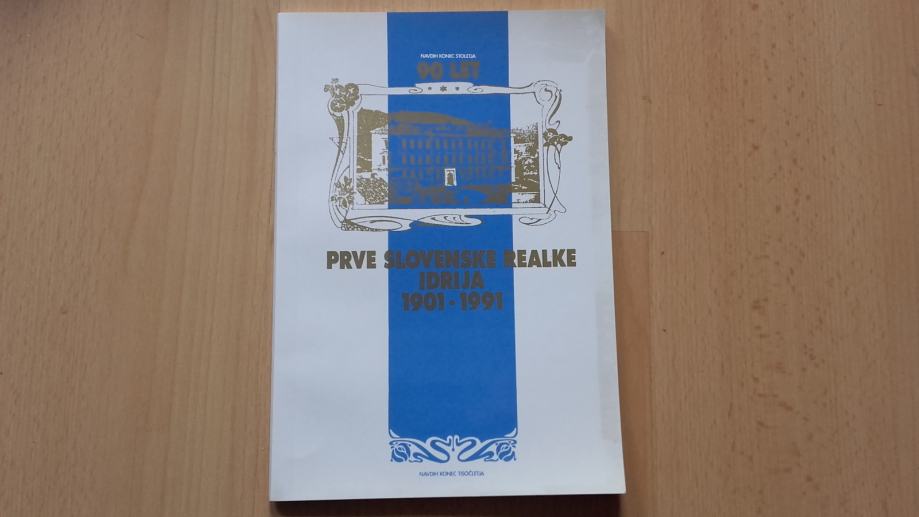 NAVDIH KONEC STOLETJA
90 LET
PRVE SLOVENSKE REALKE
IDRIJA
1901 · 1991
NAVDIH KONEC TISOČLETJA